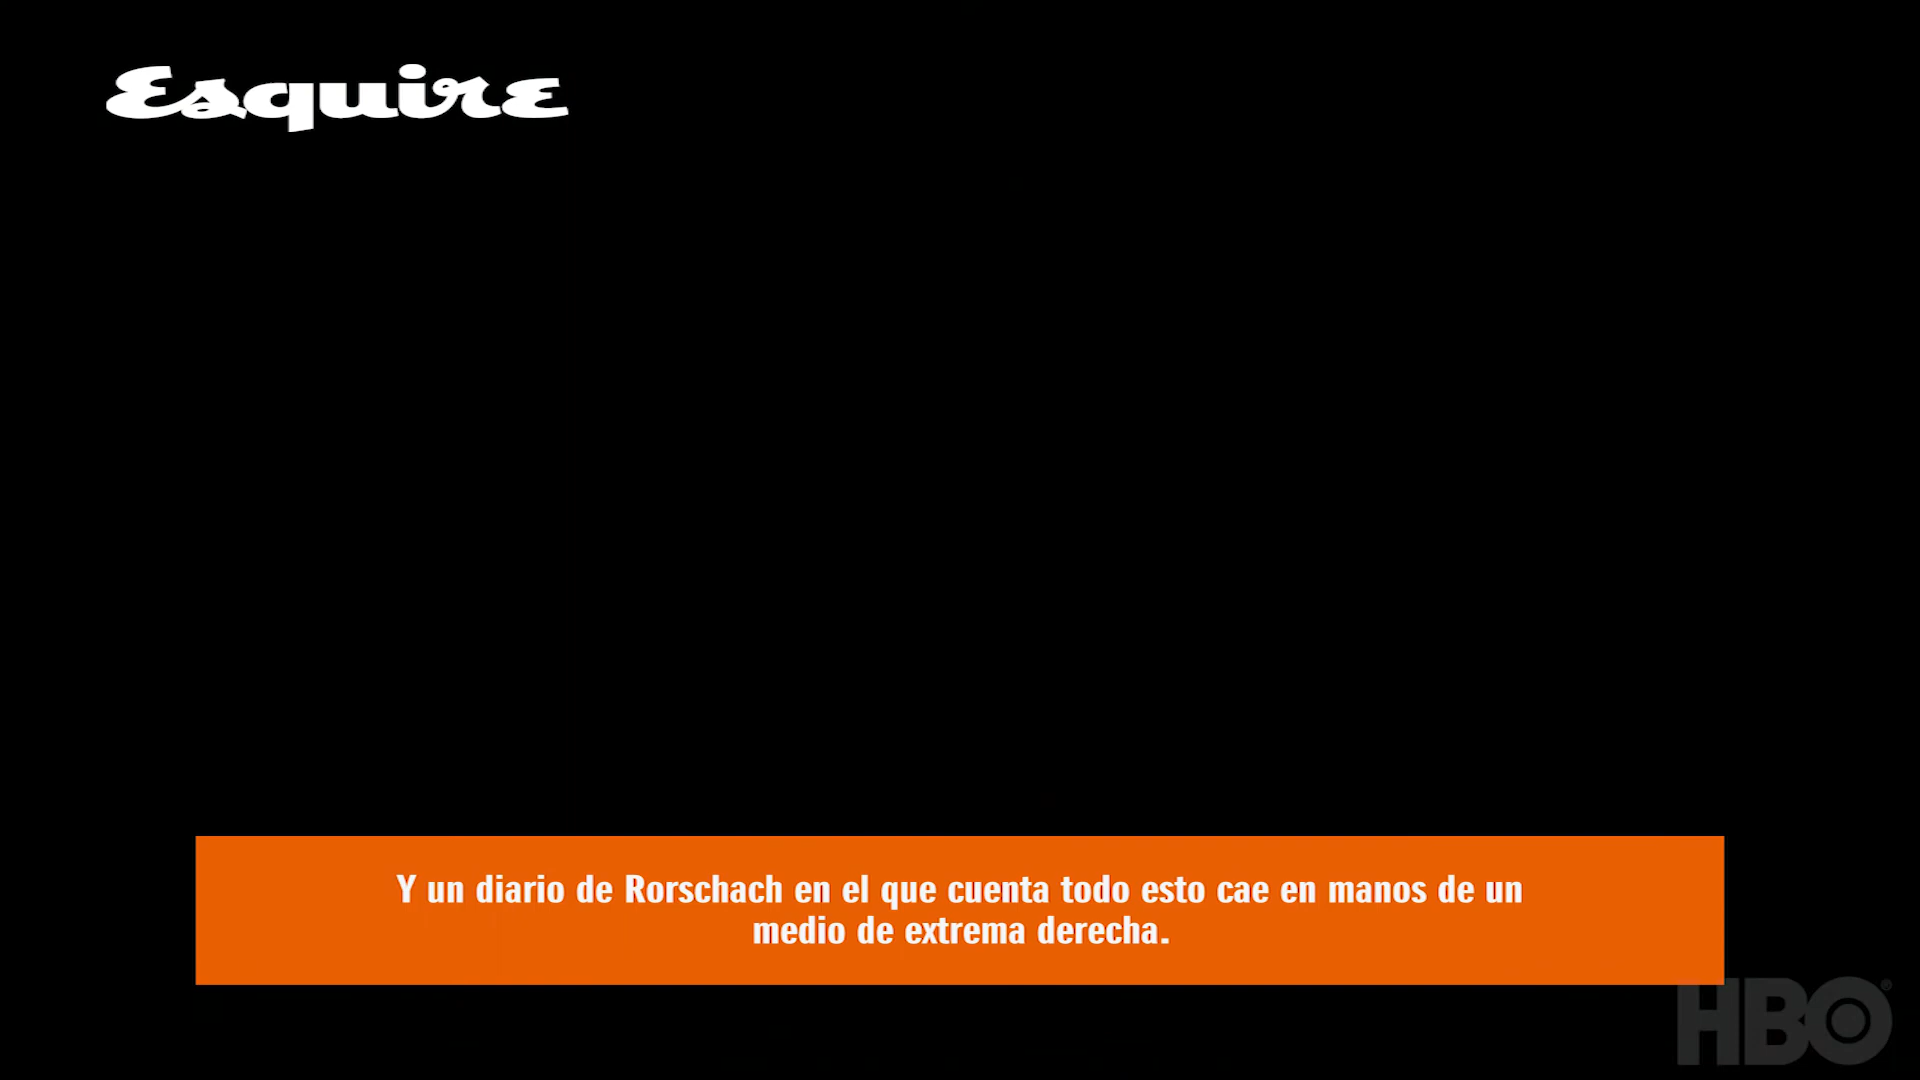 Esquire
Y un diario de Rorschach en el que cuenta todo esto cae en manos de un
medio de extrema derecha.
HBO®